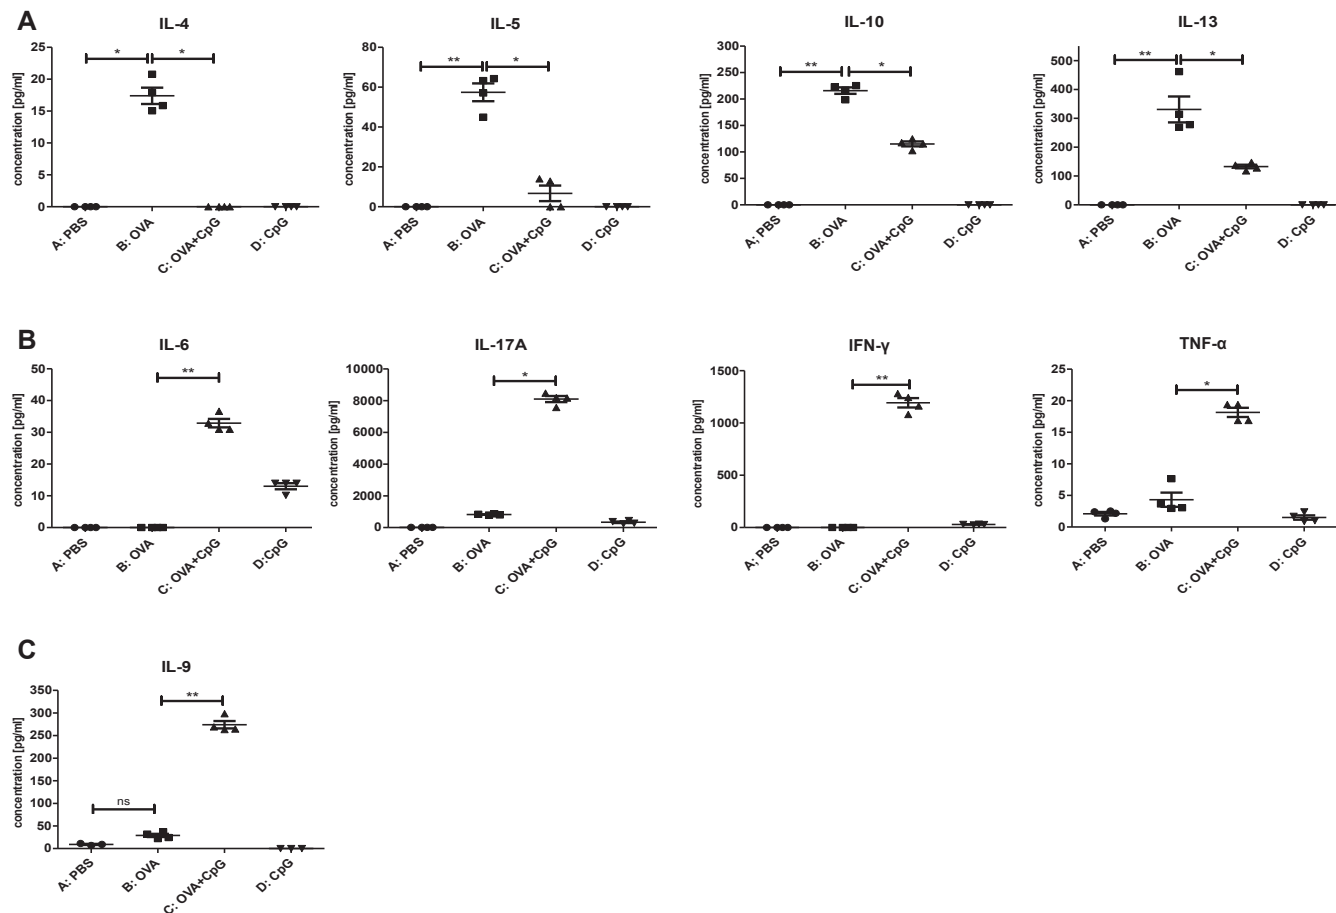 A
IL-4
concentration [pg/ml]
25
20
15
10
5
0
*
*
A: PBS
B: OVA
C: OVA+CpG
D: CpG
IL-5
concentration [pg/ml]
80
60
40
20
0
**
*
A: PBS
B: OVA
C: OVA+CpG
D: CpG
IL-10
concentration [pg/ml]
300
250
200
150
100
50
0
**
*
A; PBS
B: OVA
C: OVA+CpG
D: CpG
IL-13
concentration [pg/ml]
500
400
300
200
100
0
**
*
A: PBS
B: OVA
C: OVA+CpG
D: CpG
B
IL-6
concentration [pg/ml]
50
40
30
20
10
0
**
A: PBS
B: OVA
C: OVA+CpG
D:CpG
IL-17A
concentration [pg/ml]
10000
8000
6000
4000
2000
0
*
A: PBS
B: OVA
C: OVA+CpG
D: CpG
IFN-γ
concentration [pg/ml]
1500
1000
500
0
**
A: PBS
B: OVA
C: OVA+CpG
D: CpG
TNF-α
concentration [pg/ml]
25
20
15
10
5
0
*
A: PBS
B: OVA
C: OVA+CpG
D: CpG
C
IL-9
concentration [pg/ml]
350
300
250
200
150
100
50
0
ns
**
A: PBS
B: OVA
C: OVA+CpG
D: CpG